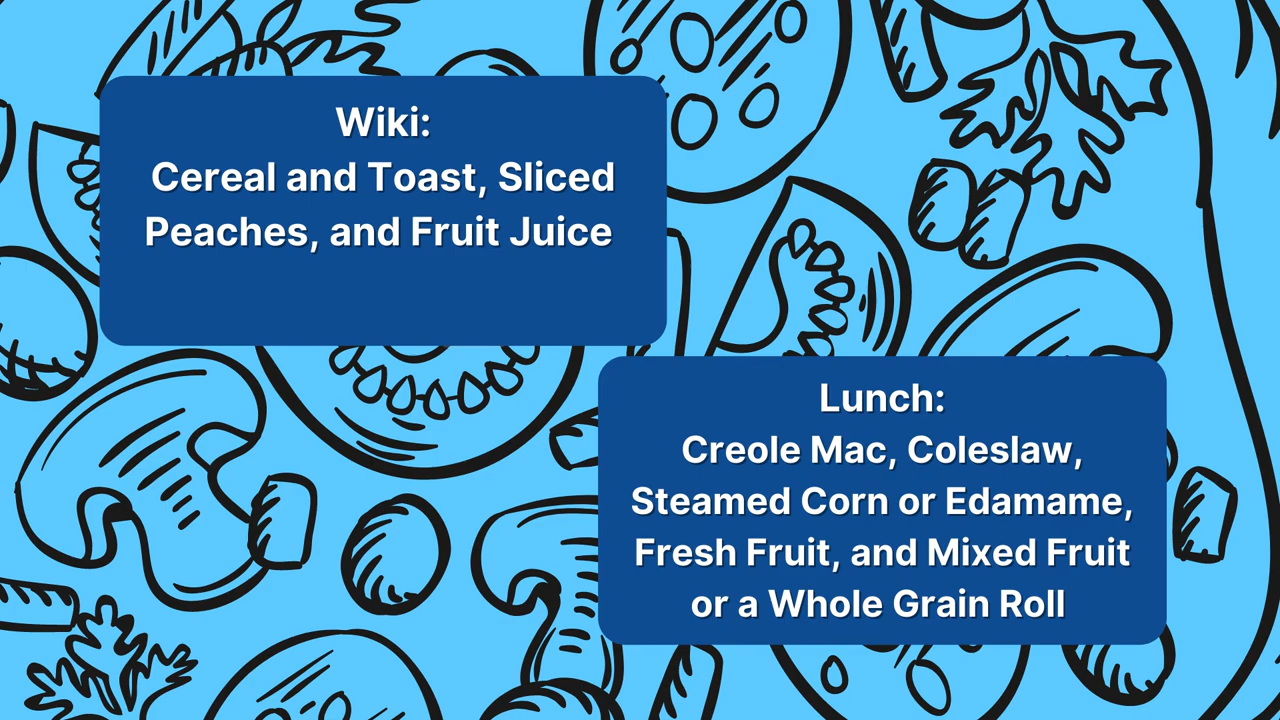 Wiki:
Cereal and Toast, Sliced
Peaches, and Fruit Juice
Lunch:
Creole Mac, Coleslaw,
Steamed Corn or Edamame,
Fresh Fruit, and Mixed Fruit
or a Whole Grain Roll